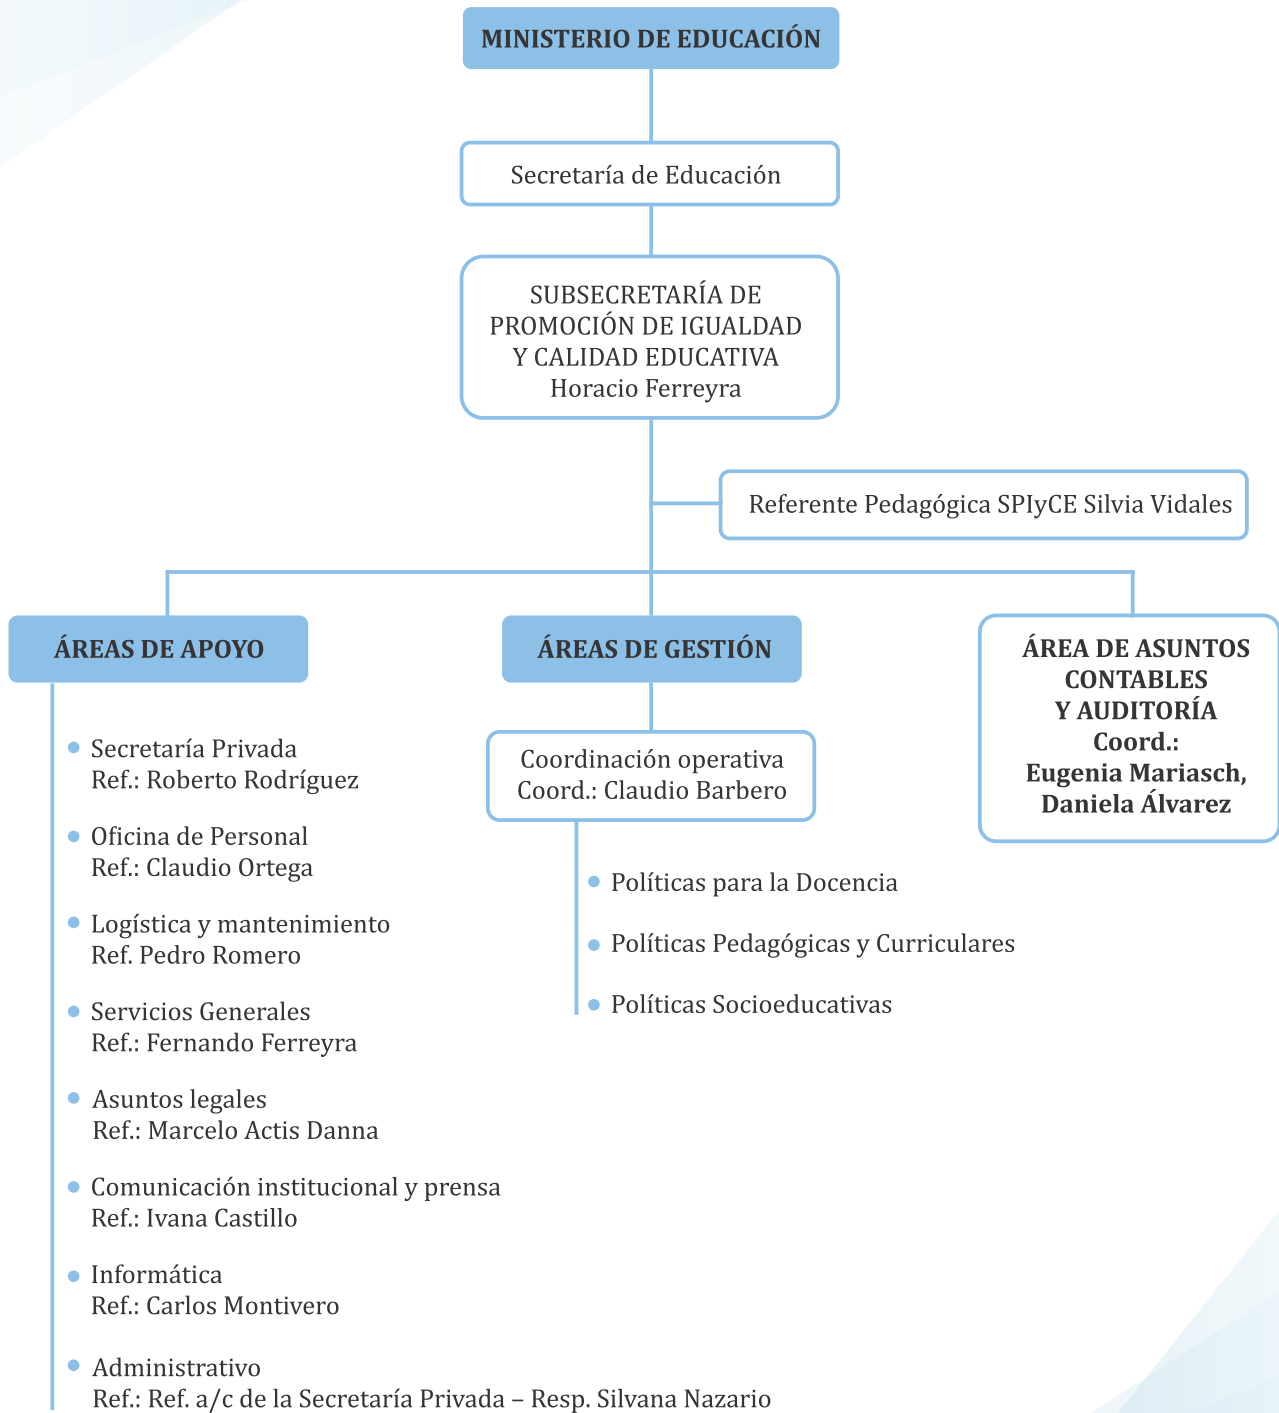 MINISTERIO DE EDUCACIÓN
Secretaría de Educación
SUBSECRETARÍA DE
PROMOCIÓN DE IGUALDAD
Y CALIDAD EDUCATIVA
Horacio Ferreyra
Referente Pedagógica SPIyCE Silvia Vidales
ÁREAS DE APOYO
Secretaría Privada
Ref.: Roberto Rodríguez
Oficina de Personal
Ref.: Claudio Ortega
Logística y mantenimiento
Ref. Pedro Romero
Servicios Generales
Ref.: Fernando Ferreyra
Asuntos legales
Ref.: Marcelo Actis Danna
Comunicación institucional y prensa
Ref.: Ivana Castillo
Informática
Ref.: Carlos Montivero
Administrativo
Ref.: Ref. a/c de la Secretaría Privada – Resp. Silvana Nazario
ÁREAS DE GESTIÓN
Coordinación operativa
Coord.: Claudio Barbero
Políticas para la Docencia
Políticas Pedagógicas y Curriculares
Políticas Socioeducativas
ÁREA DE ASUNTOS
CONTABLES
Y AUDITORÍA
Coord.:
Eugenia Mariasch,
Daniela Álvarez